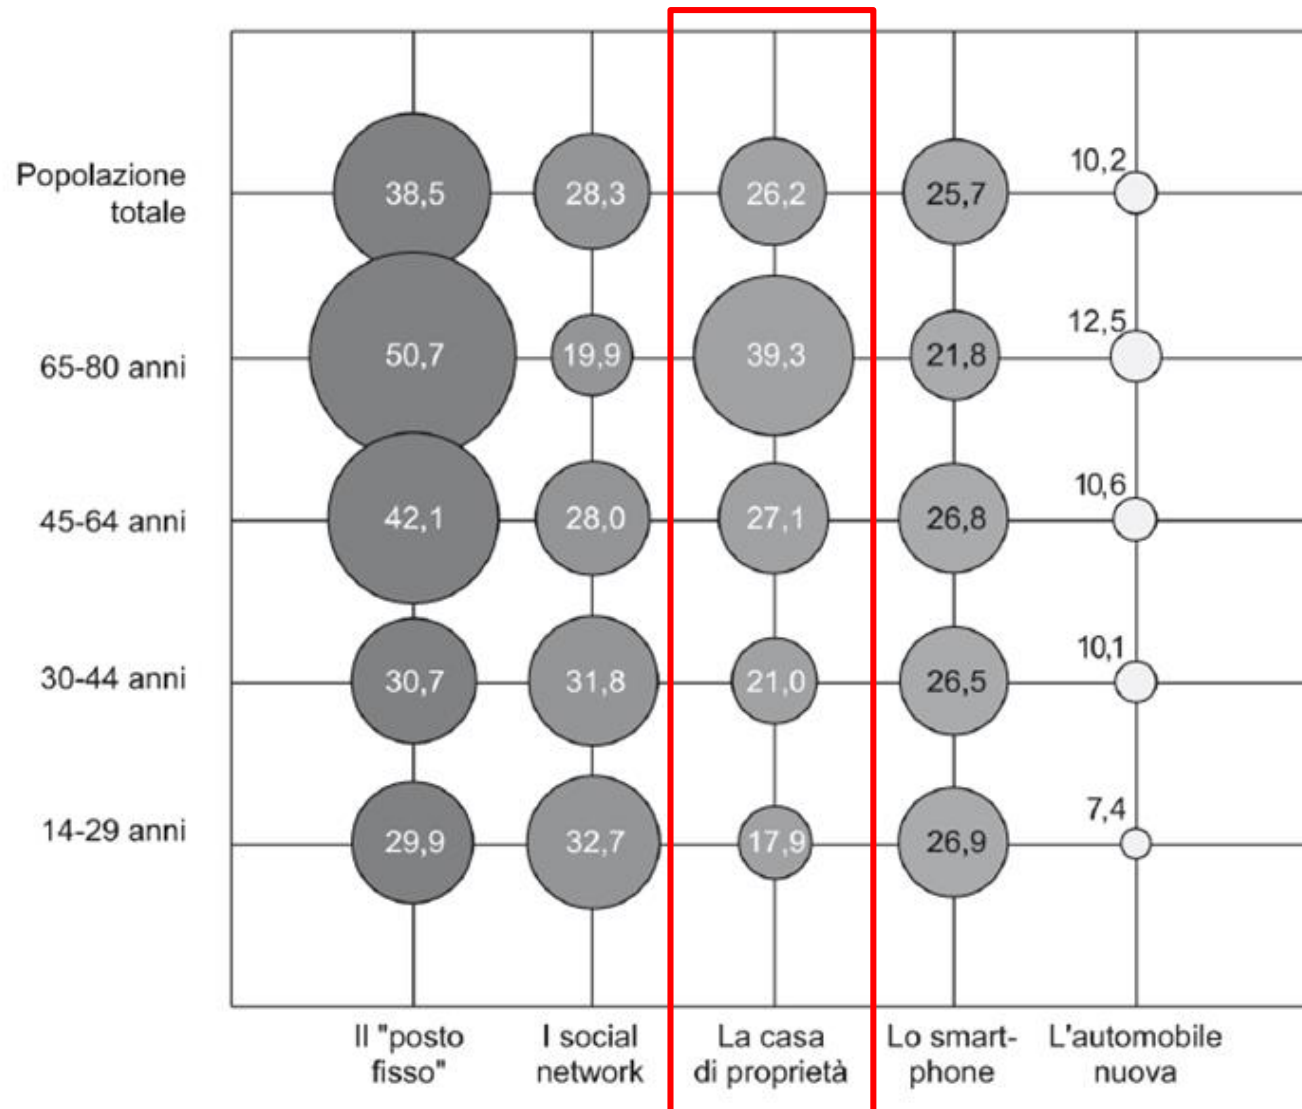 Popolazione
totale
38,5
28,3
26,2
25,7
10,2
65-80 anni
50,7
19,9
39,3
21,8
12,5
45-64 anni
42,1
28,0
27,1
26,8
10,6
30-44 anni
30,7
31,8
21,0
26,5
10,1
14-29 anni
29,9
32,7
17,9
26,9
7,4
Il "posto
fisso"
I social
network
La casa
di proprietà
Lo smart-
phone
L'automobile
nuova